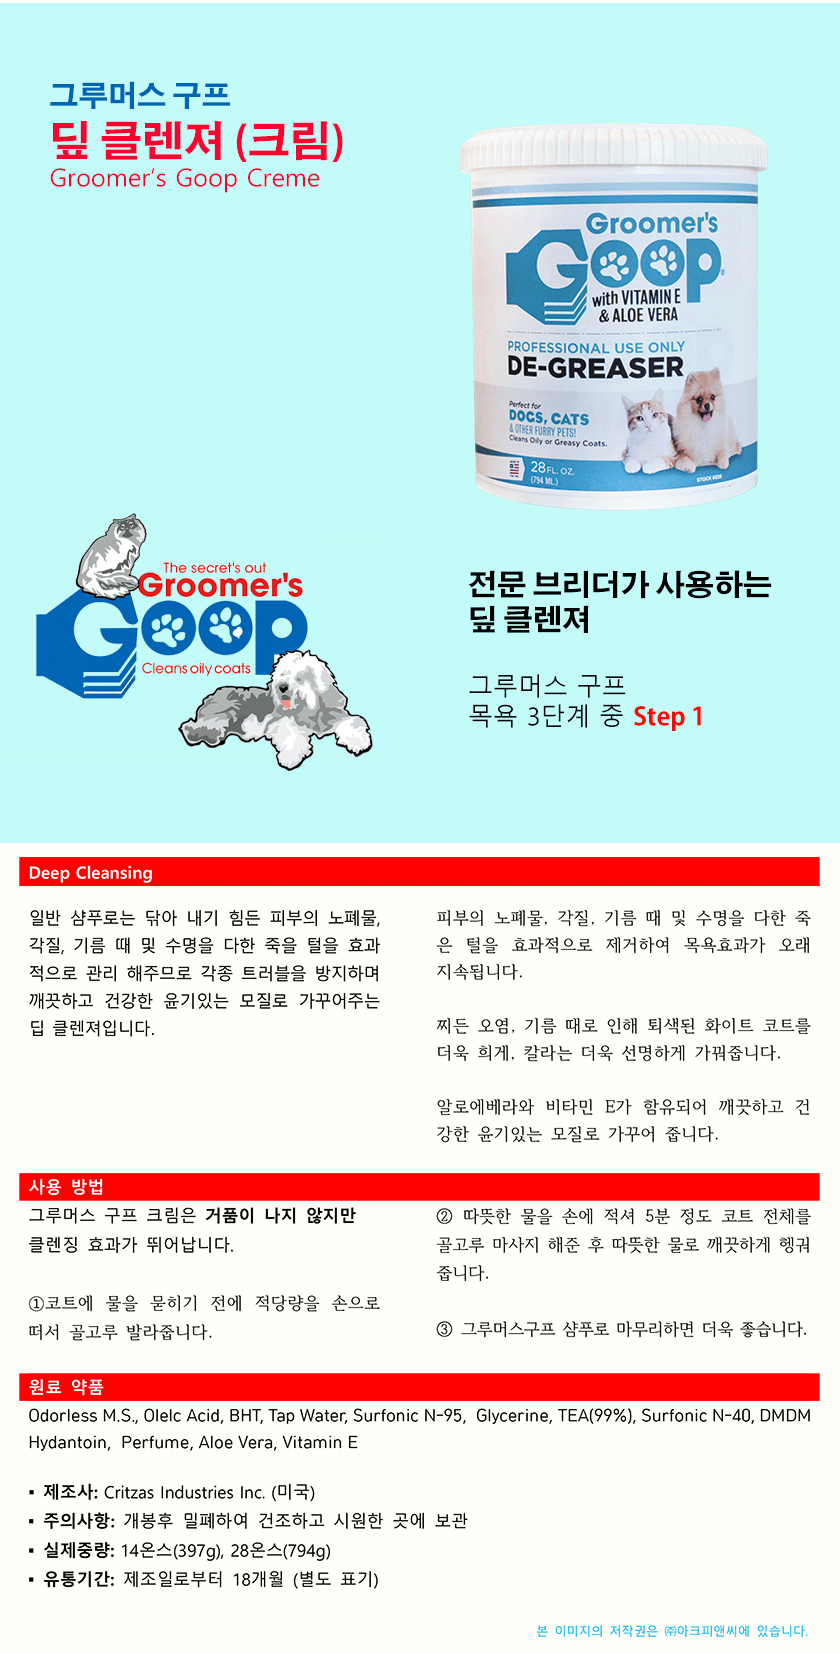 그루머스 구프
딮 클렌져 (크림)
Groomer's Goop Creme
Groomer's
GOOP®
with VITAMIN E
& ALOE VERA
PROFESSIONAL USE ONLY
DE-GREASER
Perfect for
DOGS, CATS
& OTHER FURRY PETS!
Cleans Oily or Greasy Coats.
28 FL. OZ.
(794 ML.)
The secret's out
Groomer's
GOOP
Cleans oily coats
전문 브리더가 사용하는
딮 클렌져
그루머스 구프
목욕 3단계 중 Step 1
Deep Cleansing
일반 샴푸로는 닦아 내기 힘든 피부의 노폐물,
각질, 기름 때 및 수명을 다한 죽을 털을 효과
적으로 관리 해주므로 각종 트러블을 방지하며
깨끗하고 건강한 윤기있는 모질로 가꾸어주는
딥 클렌져입니다.
피부의 노폐물, 각질, 기름 때 및 수명을 다한 죽
은 털을 효과적으로 제거하여 목욕효과가 오래
지속됩니다.
찌든 오염, 기름 때로 인해 퇴색된 화이트 코트를
더욱 희게, 칼라는 더욱 선명하게 가꿔줍니다.
알로에베라와 비타민 E가 함유되어 깨끗하고 건
강한 윤기있는 모질로 가꾸어 줍니다.
사용 방법
그루머스 구프 크림은 거품이 나지 않지만
클렌징 효과가 뛰어납니다.
①코트에 물을 묻히기 전에 적당량을 손으로
떠서 골고루 발라줍니다.
② 따뜻한 물을 손에 적셔 5분 정도 코트 전체를
골고루 마사지 해준 후 따뜻한 물로 깨끗하게 헹궈
줍니다.
③ 그루머스구프 샴푸로 마무리하면 더욱 좋습니다.
원료 약품
Odorless M.S., Olelc Acid, BHT, Tap Water, Surfonic N-95, Glycerine, TEA(99%), Surfonic N-40, DMDM
Hydantoin, Perfume, Aloe Vera, Vitamin E
▪ 제조사: Critzas Industries Inc. (미국)
▪ 주의사항: 개봉후 밀폐하여 건조하고 시원한 곳에 보관
▪ 실제중량: 14온스(397g), 28온스(794g)
▪ 유통기간: 제조일로부터 18개월 (별도 표기)
본 이미지의 저작권은 ㈜아크피앤씨에 있습니다.